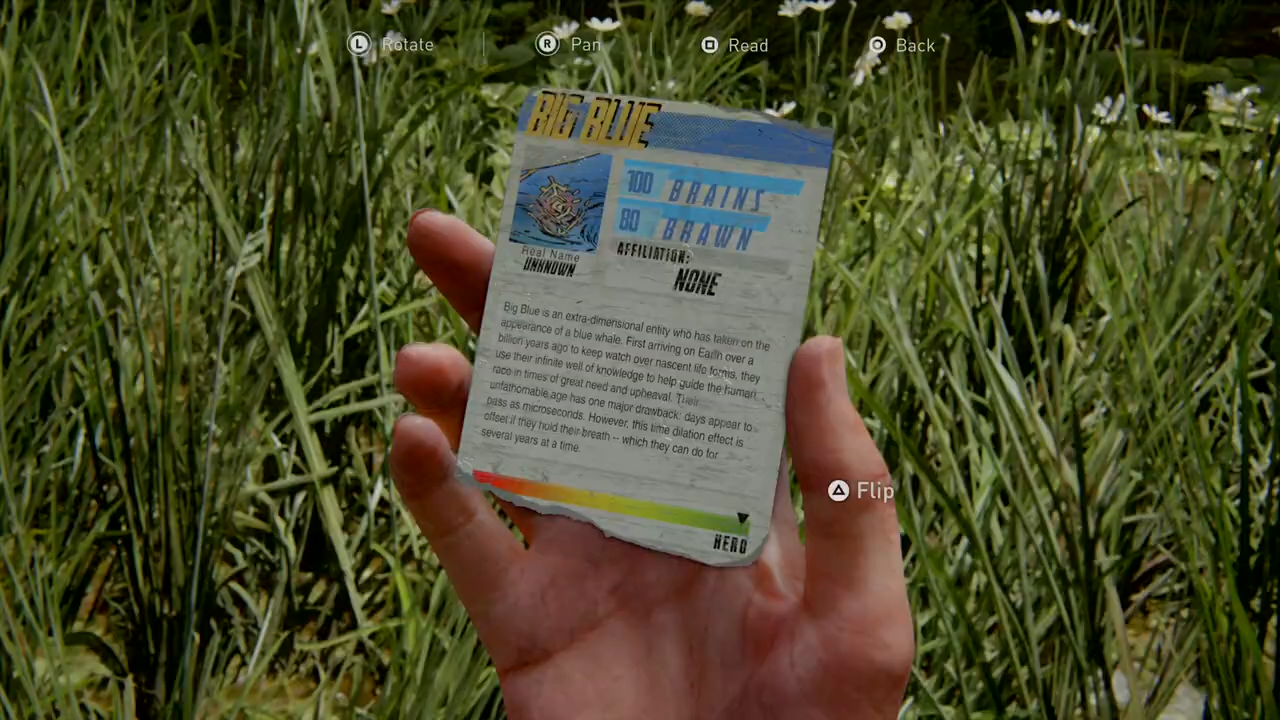 L Rotate
R Pan
Read
Back
BIG BLUE
100 BRAINS
80 BRAWN
Real Name
UNKNOWN
AFFILIATION:
NONE
Big Blue is an extra-dimensional entity who has taken on the
appearance of a blue whale. First arriving on Earth over a
billion years ago to keep watch over nascent life forms, they
use their infinite well of knowledge to help guide the human
race in times of great need and upheaval. Their
unfathomable age has one major drawback: days appear to
pass as microseconds. However, this time dilation effect is
offset if they hold their breath -- which they can do for
several years at a time.
Flip
HERO